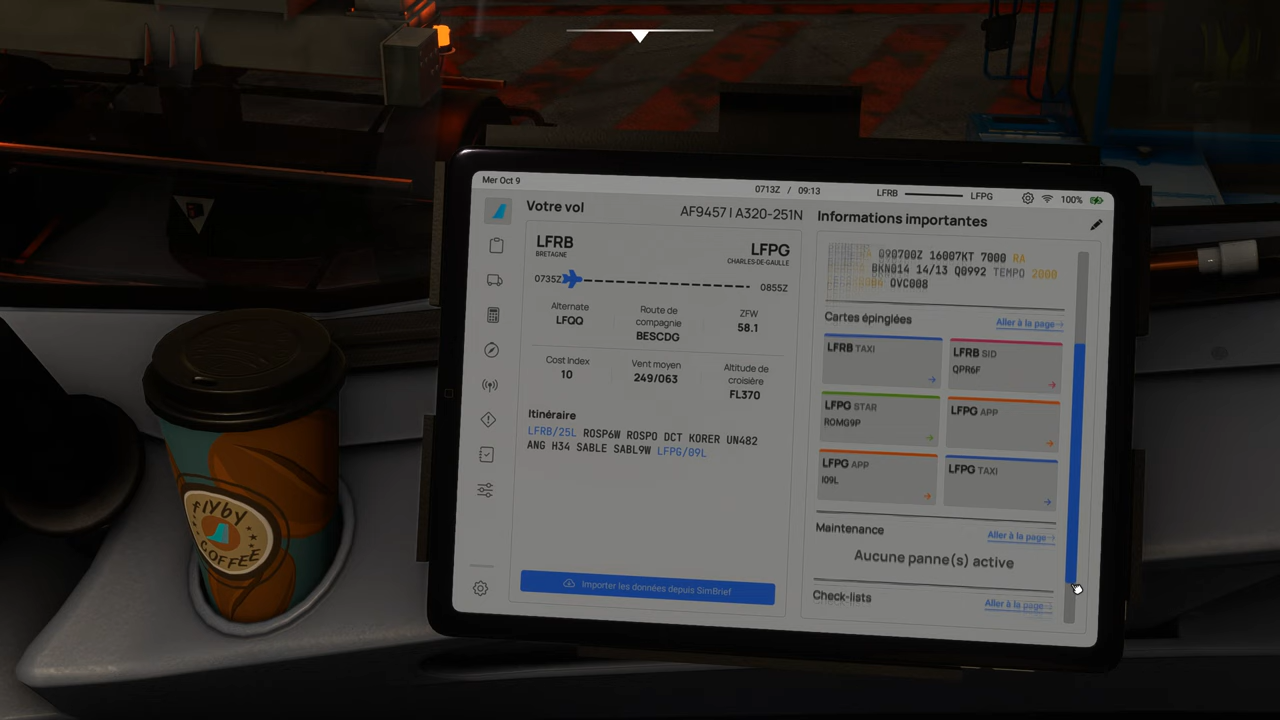 Mer Oct 9
0713Z / 09:13
LFRB
LFPG
100%
Votre vol
AF9457 | A320-251N
LFRB
BRETAGNE
LFPG
CHARLES-DE-GAULLE
0735Z
0855Z
Alternate
LFQQ
Route de
compagnie
BESCDG
ZFW
58.1
Cost Index
10
Vent moyen
249/063
Altitude de
croisière
FL370
Itinéraire
LFRB/25L ROSP6W ROSPO DCT KORER UN482
ANG H34 SABLE SABL9W LFPG/09L
Importer les données depuis SimBrief
Informations importantes
090700Z 16007KT 7000 RA
BKN014 14/13 Q0992 TEMPO 2000
OVC008
Cartes épinglées
Aller à la page
LFRB TAXI
LFRB SID
QPR6F
LFPG STAR
ROMG9P
LFPG APP
LFPG APP
I09L
LFPG TAXI
Maintenance
Aller à la page
Aucune panne(s) active
Check-lists
Aller à la page
flyby
COFFEE